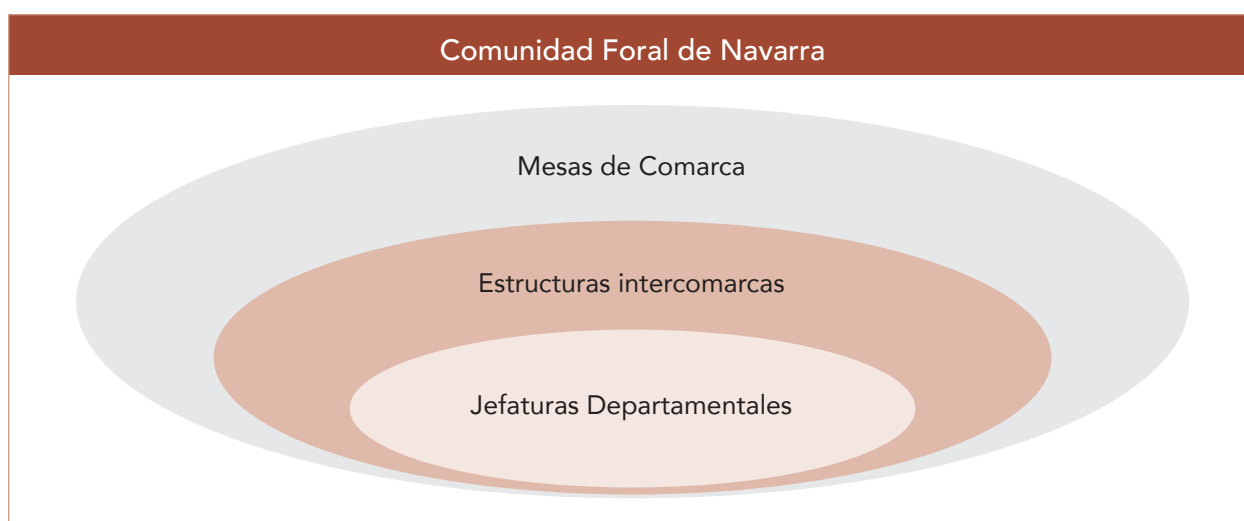 Comunidad Foral de Navarra
Mesas de Comarca
Estructuras intercomarcas
Jefaturas Departamentales